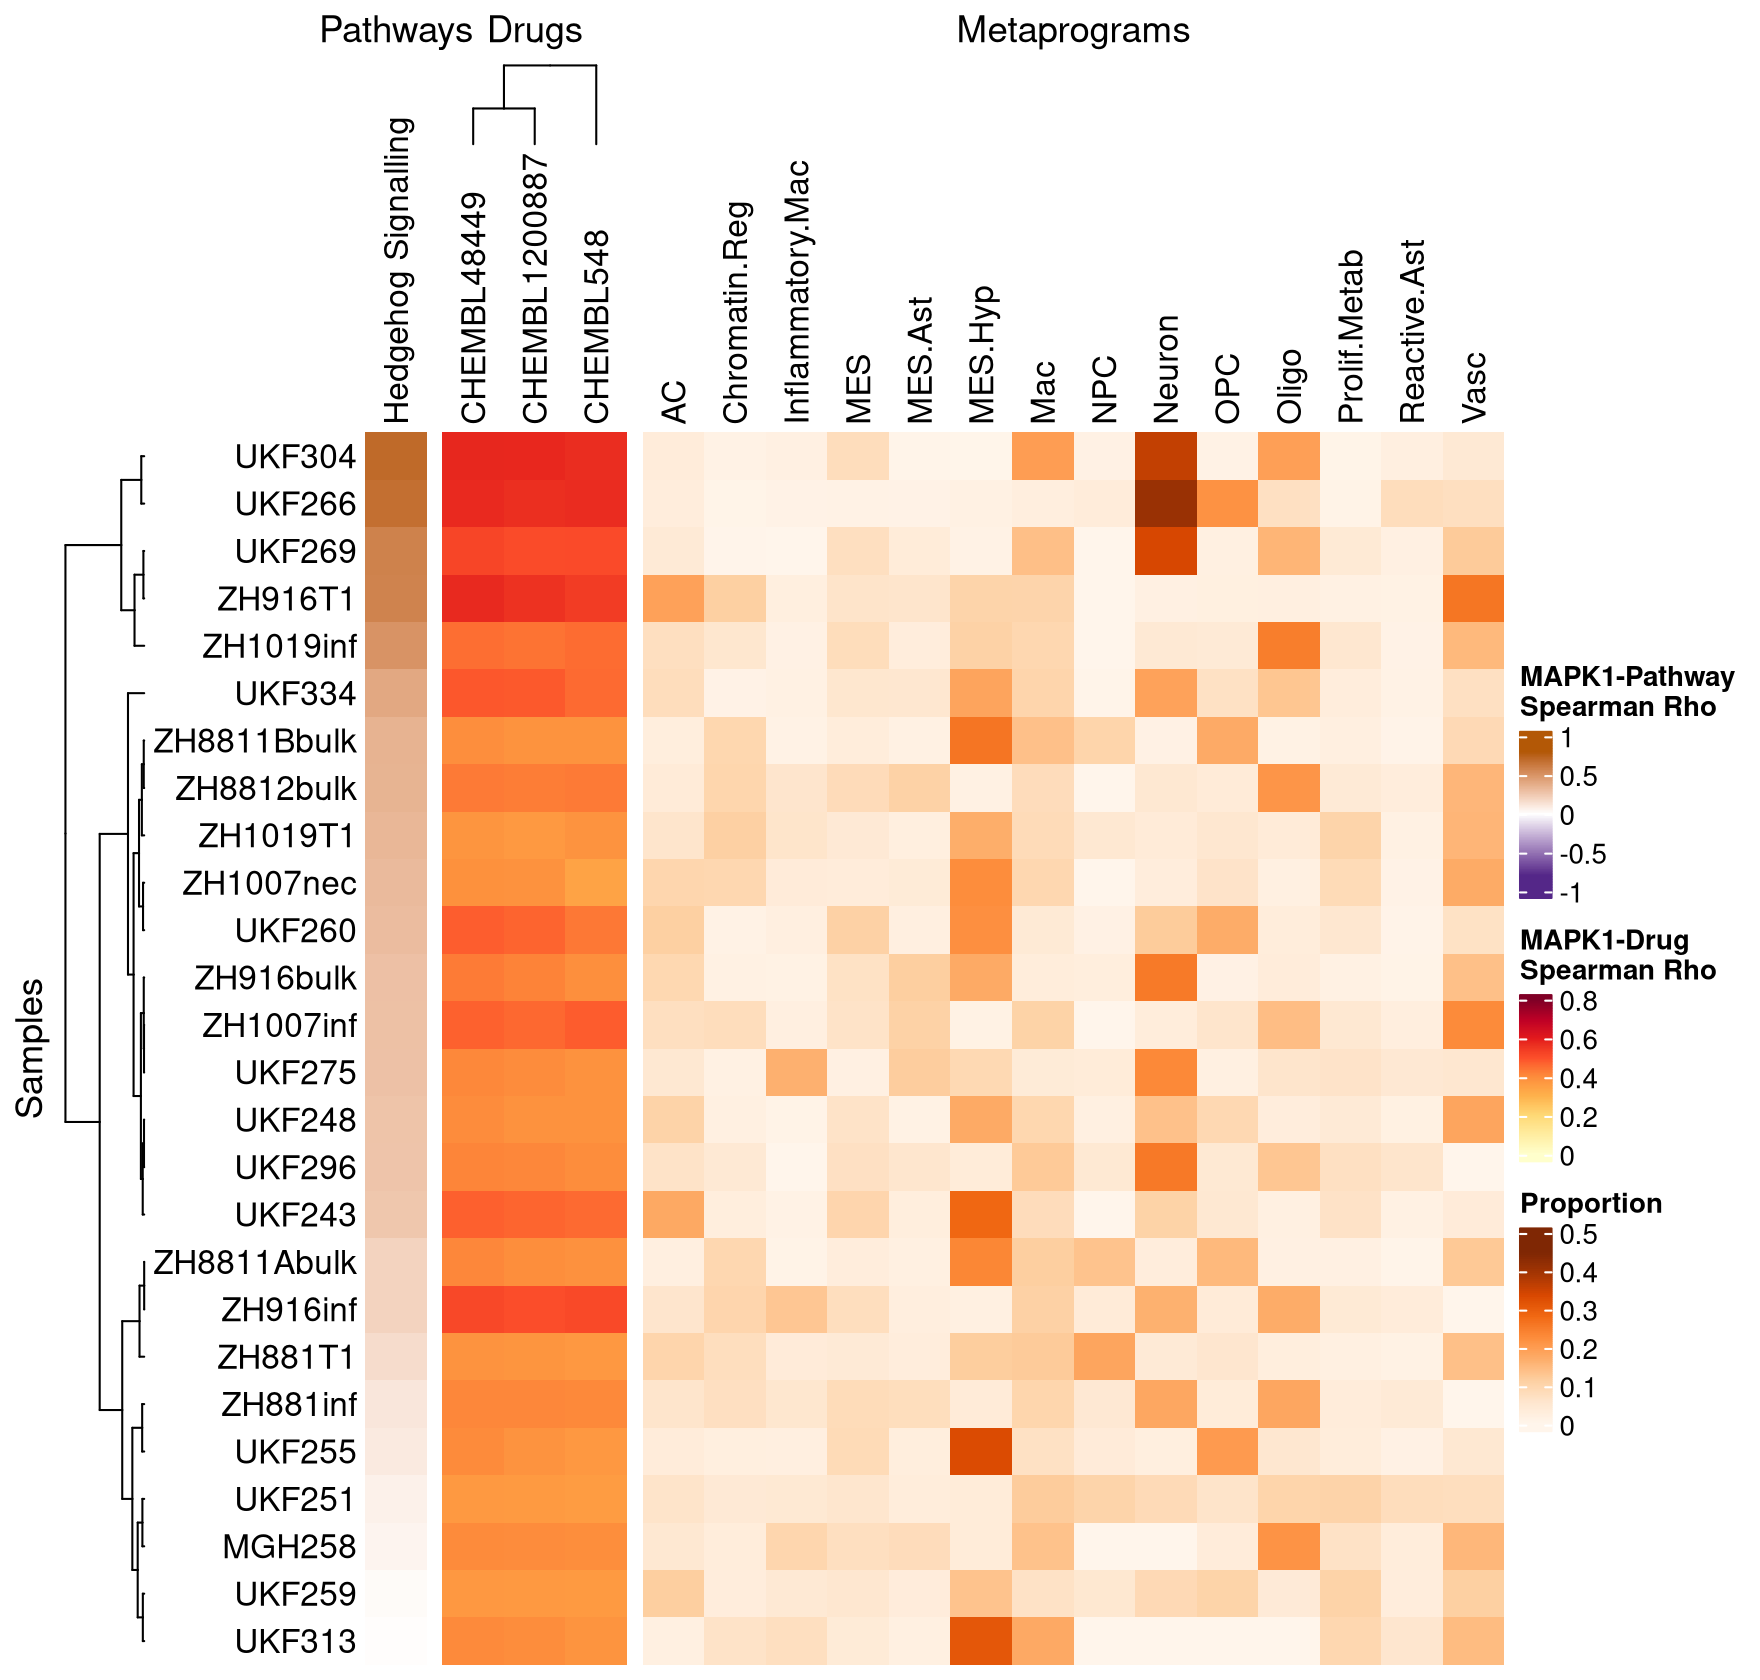 Pathways Drugs Metaprograms
Hedgehog Signalling
CHEMBL48449
CHEMBL1200887
CHEMBL548
AC
Chromatin.Reg
Inflammatory.Mac
MES
MES.Ast
MES.Hyp
Mac
NPC
Neuron
OPC
Oligo
Prolif.Metab
Reactive.Ast
Vasc
Samples
UKF304
UKF266
UKF269
ZH916T1
ZH1019inf
UKF334
ZH8811Bbulk
ZH8812bulk
ZH1019T1
ZH1007nec
UKF260
ZH916bulk
ZH1007inf
UKF275
UKF248
UKF296
UKF243
ZH8811Abulk
ZH916inf
ZH881T1
ZH881inf
UKF255
UKF251
MGH258
UKF259
UKF313
MAPK1-Pathway
Spearman Rho
1
0.5
0
-0.5
-1
MAPK1-Drug
Spearman Rho
0.8
0.6
0.4
0.2
0
Proportion
0.5
0.4
0.3
0.2
0.1
0